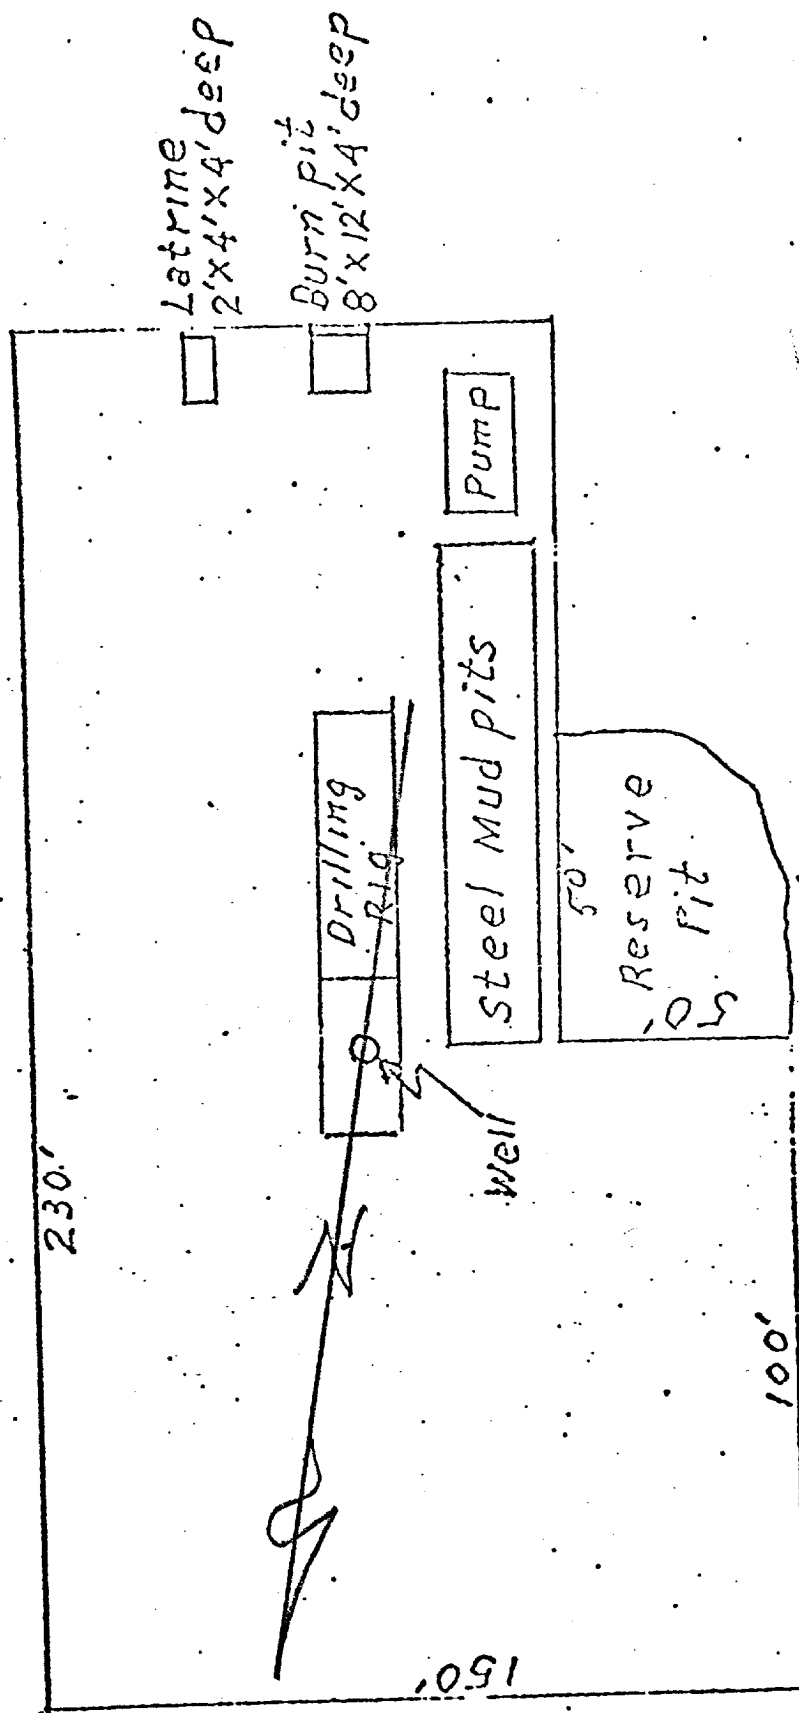 Latrine
2'x4'x4' deep
Burn pit
8'x12'x4' deep
230.'
Drilling
Rig
Pump
Steel Mud pits
Well
N
50'
Reserve
Pit
50'
150'
100'